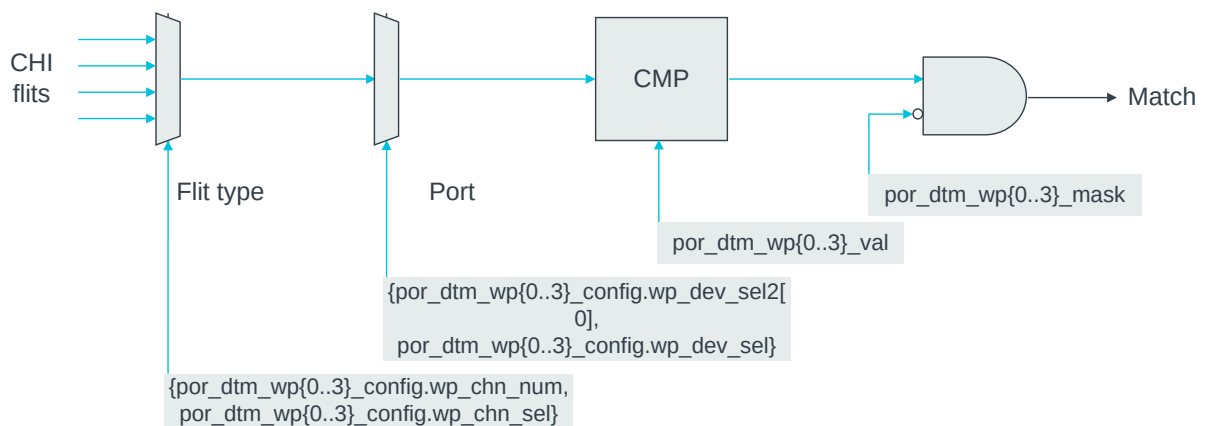 CHI
flits
CMP
Match
Flit type
Port
por_dtm_wp{0..3}_mask
por_dtm_wp{0..3}_val
{por_dtm_wp{0..3}_config.wp_dev_sel2[
0],
por_dtm_wp{0..3}_config.wp_dev_sel}
{por_dtm_wp{0..3}_config.wp_chn_num,
por_dtm_wp{0..3}_config.wp_chn_sel}